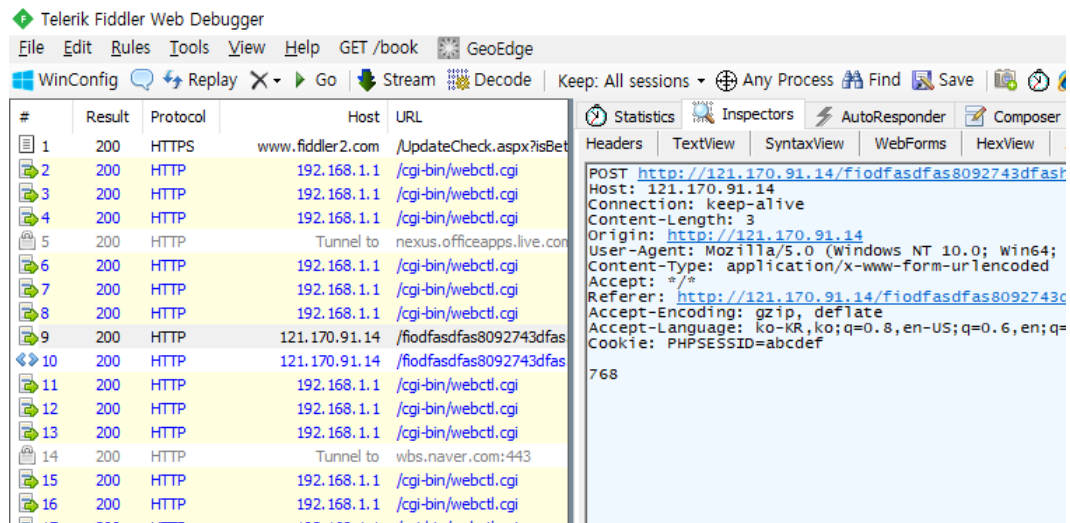 Telerik Fiddler Web Debugger
File Edit Rules Tools View Help GET /book GeoEdge
WinConfig Replay Go Stream Decode Keep: All sessions Any Process Find Save
Statistics Inspectors AutoResponder Composer
Headers TextView SyntaxView WebForms HexView
# Result Protocol Host URL
1 200 HTTPS www.fiddler2.com /UpdateCheck.aspx?isBet
2 200 HTTP 192.168.1.1 /cgi-bin/webctl.cgi
3 200 HTTP 192.168.1.1 /cgi-bin/webctl.cgi
4 200 HTTP 192.168.1.1 /cgi-bin/webctl.cgi
5 200 HTTP Tunnel to nexus.officeapps.live.com
6 200 HTTP 192.168.1.1 /cgi-bin/webctl.cgi
7 200 HTTP 192.168.1.1 /cgi-bin/webctl.cgi
8 200 HTTP 192.168.1.1 /cgi-bin/webctl.cgi
9 200 HTTP 121.170.91.14 /fiodfasdfas8092743dfas
10 200 HTTP 121.170.91.14 /fiodfasdfas8092743dfas
11 200 HTTP 192.168.1.1 /cgi-bin/webctl.cgi
12 200 HTTP 192.168.1.1 /cgi-bin/webctl.cgi
13 200 HTTP 192.168.1.1 /cgi-bin/webctl.cgi
14 200 HTTP Tunnel to wbs.naver.com:443
15 200 HTTP 192.168.1.1 /cgi-bin/webctl.cgi
16 200 HTTP 192.168.1.1 /cgi-bin/webctl.cgi
POST http://121.170.91.14/fiodfasdfas8092743dfash
Host: 121.170.91.14
Connection: keep-alive
Content-Length: 3
Origin: http://121.170.91.14
User-Agent: Mozilla/5.0 (Windows NT 10.0; Win64;
Content-Type: application/x-www-form-urlencoded
Accept: */*
Referer: http://121.170.91.14/fiodfasdfas8092743d
Accept-Encoding: gzip, deflate
Accept-Language: ko-KR,ko;q=0.8,en-US;q=0.6,en;q=
Cookie: PHPSESSID=abcdef
768